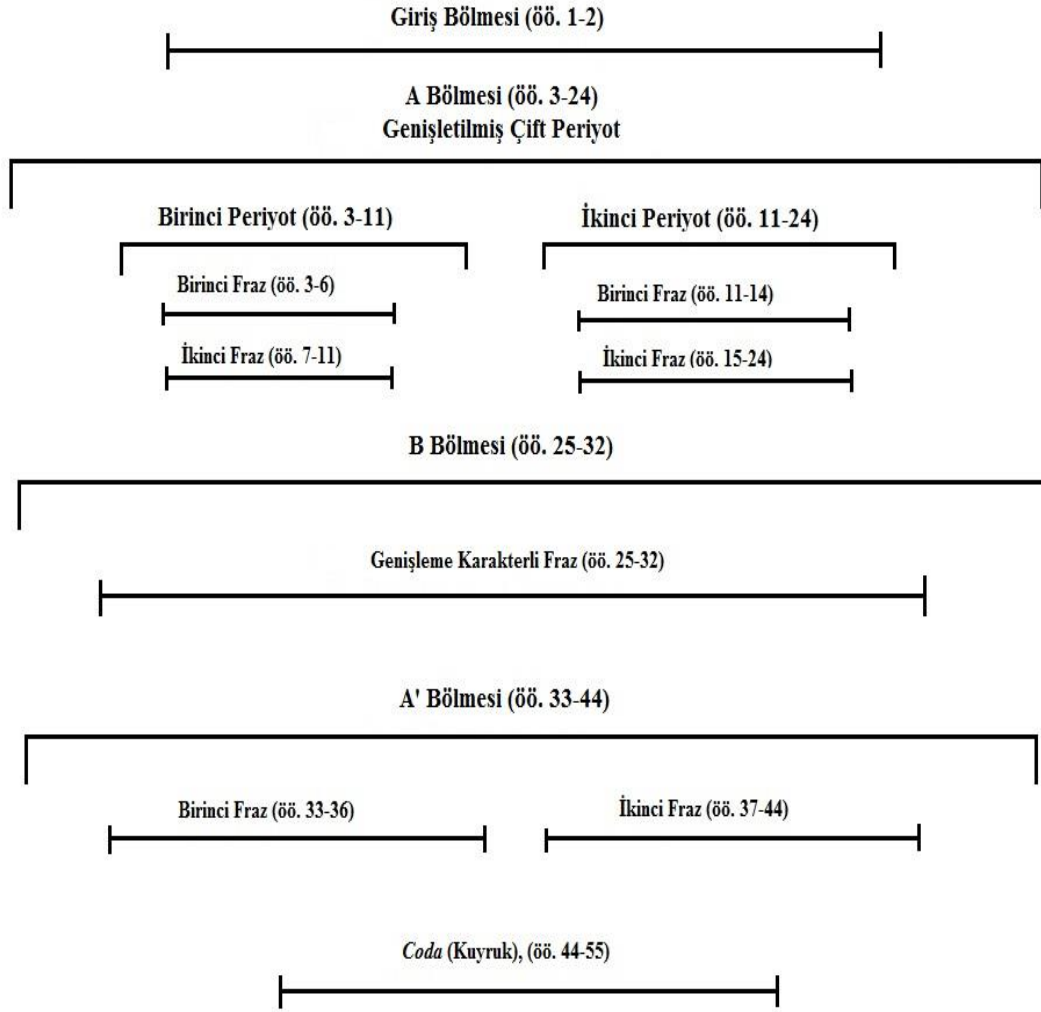 Giriş Bölmesi (öö. 1-2)
A Bölmesi (öö. 3-24)
Genişletilmiş Çift Periyot
Birinci Periyot (öö. 3-11)
Birinci Fraz (öö. 3-6)
İkinci Fraz (öö. 7-11)
İkinci Periyot (öö. 11-24)
Birinci Fraz (öö. 11-14)
İkinci Fraz (öö. 15-24)
B Bölmesi (öö. 25-32)
Genişleme Karakterli Fraz (öö. 25-32)
A' Bölmesi (öö. 33-44)
Birinci Fraz (öö. 33-36)
İkinci Fraz (öö. 37-44)
Coda (Kuyruk), (öö. 44-55)